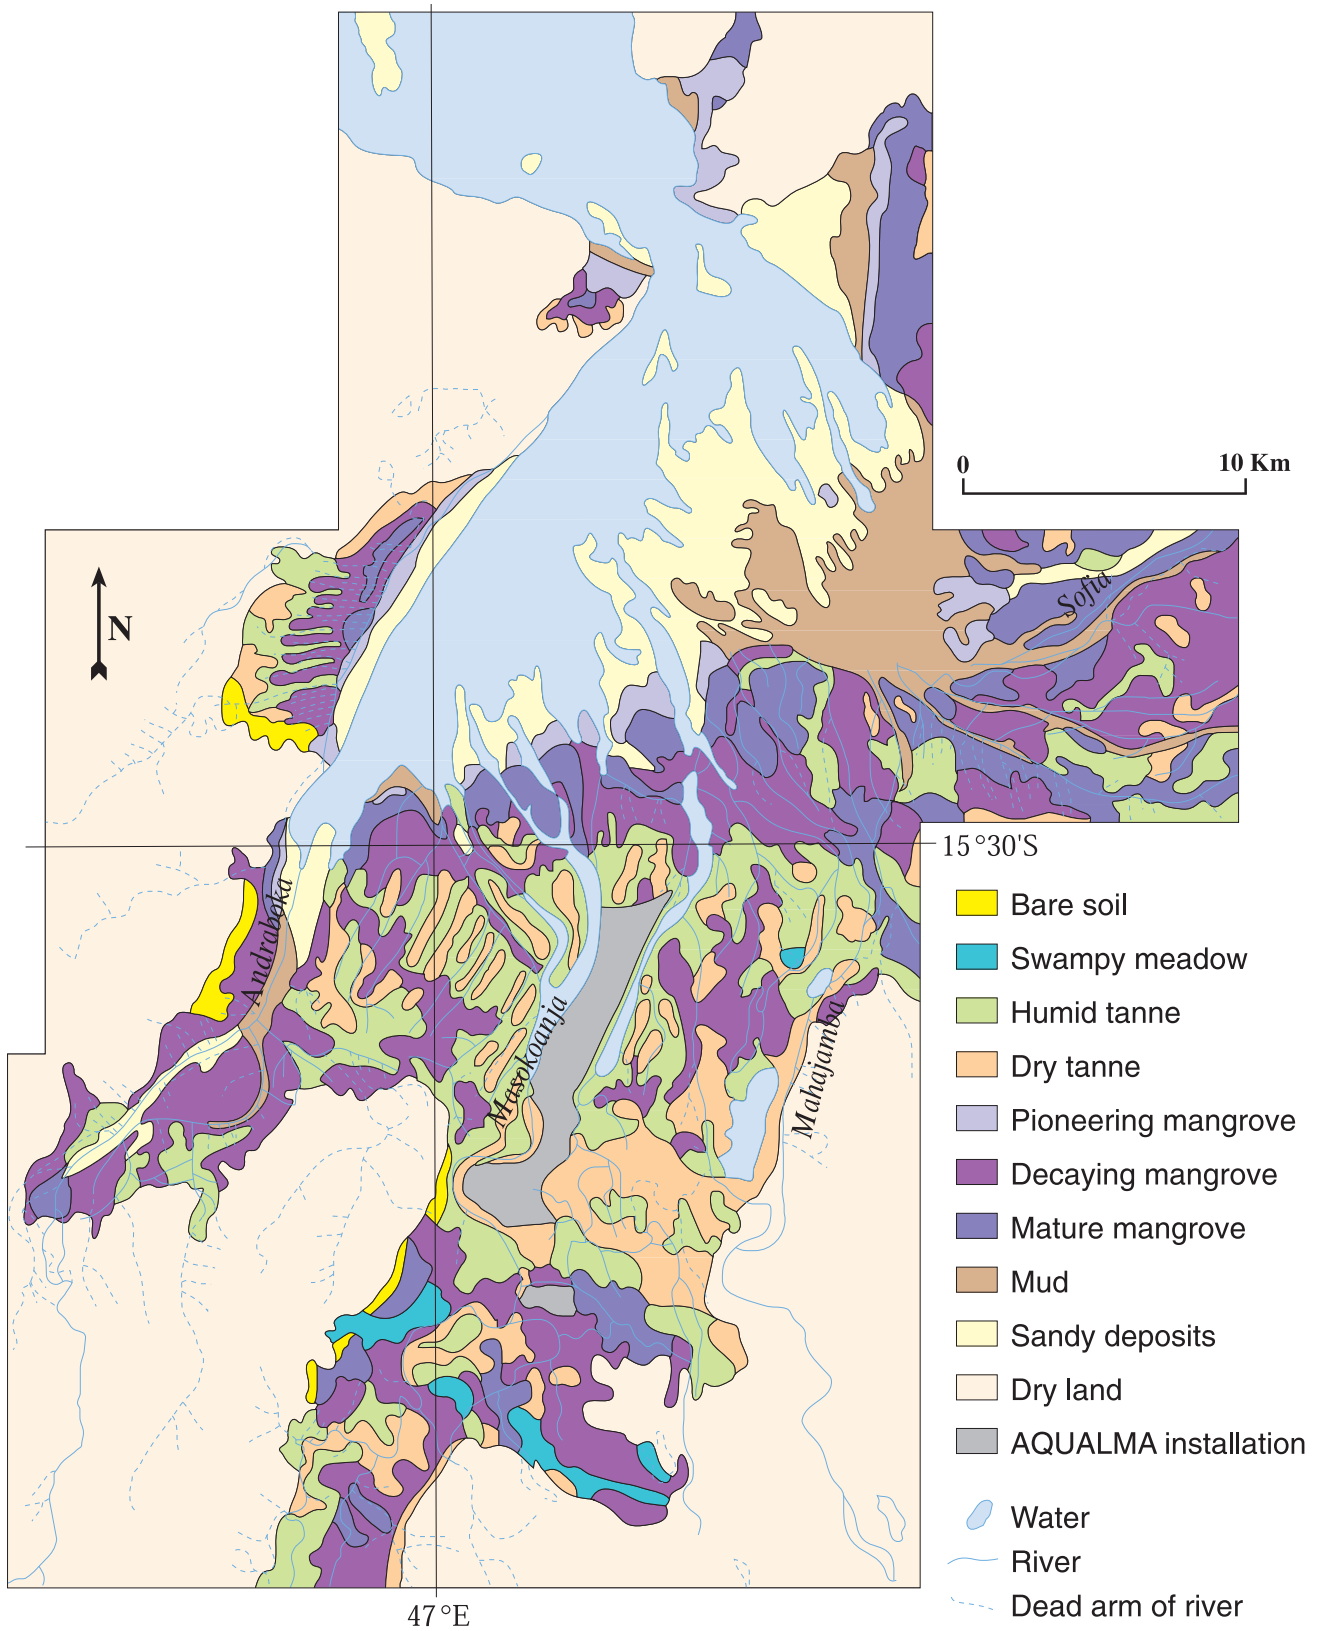 0 10 Km
N
Sofia
15°30'S
Andraboka
Masokoanja
Mahajamba
Bare soil
Swampy meadow
Humid tanne
Dry tanne
Pioneering mangrove
Decaying mangrove
Mature mangrove
Mud
Sandy deposits
Dry land
AQUALMA installation
Water
River
Dead arm of river
47°E